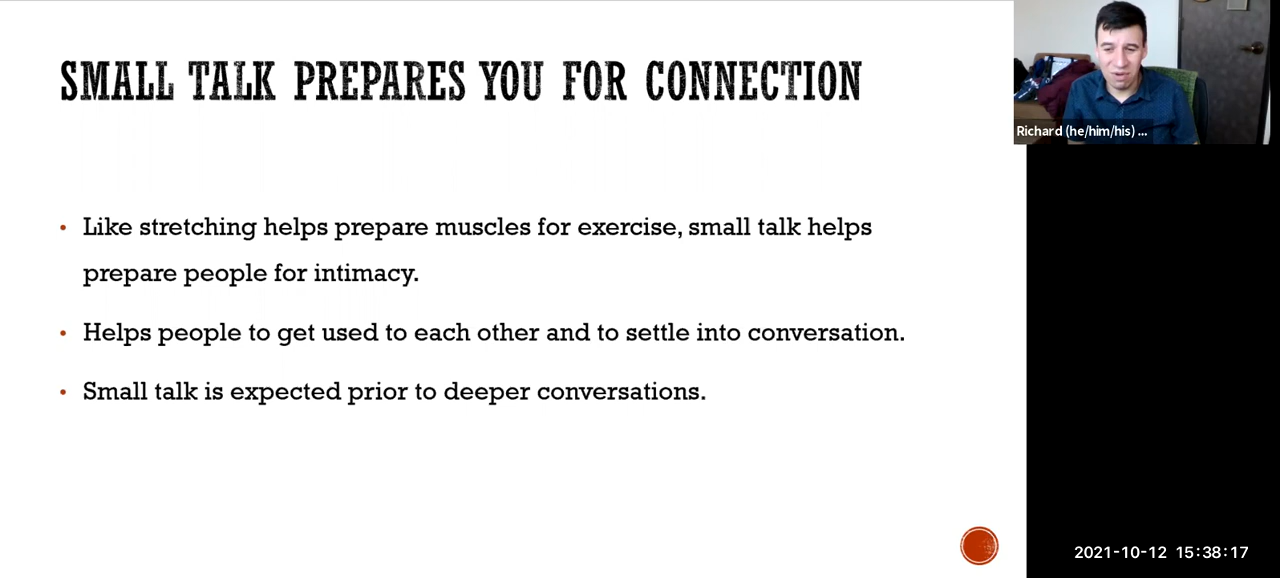 SMALL TALK PREPARES YOU FOR CONNECTION
• Like stretching helps prepare muscles for exercise, small talk helps
prepare people for intimacy.
• Helps people to get used to each other and to settle into conversation.
• Small talk is expected prior to deeper conversations.
Richard (he/him/his) ...
2021-10-12 15:38:17